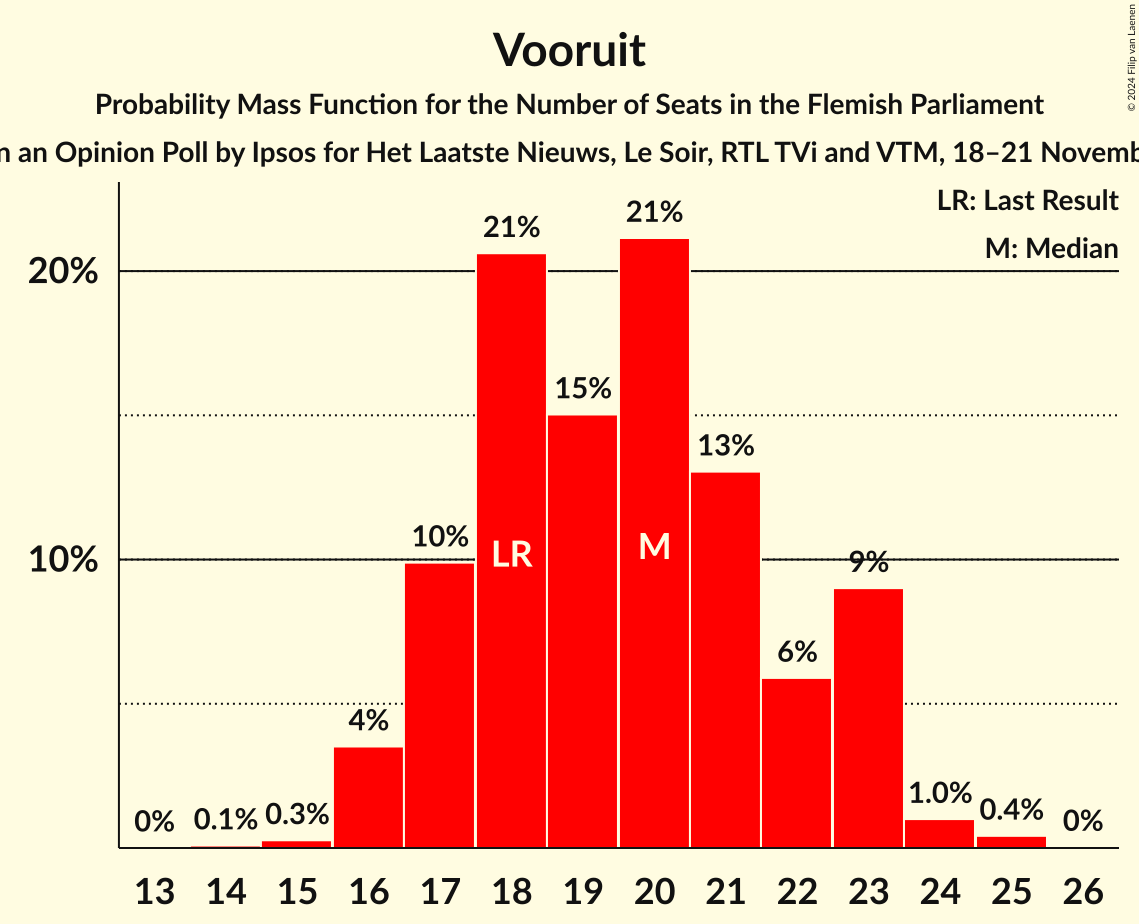 © 2024 Filip van Laenen
Vooruit
Probability Mass Function for the Number of Seats in the Flemish Parliament
an Opinion Poll by Ipsos for Het Laatste Nieuws, Le Soir, RTL TVi and VTM, 18–21
LR: Last Result
M: Median
21%
21%
20%
15%
13%
10%
LR
M
10%
9%
6%
4%
0%
0.1%
0.3%
1.0%
0.4%
0%
13 14 15 16 17 18 19 20 21 22 23 24 25 26